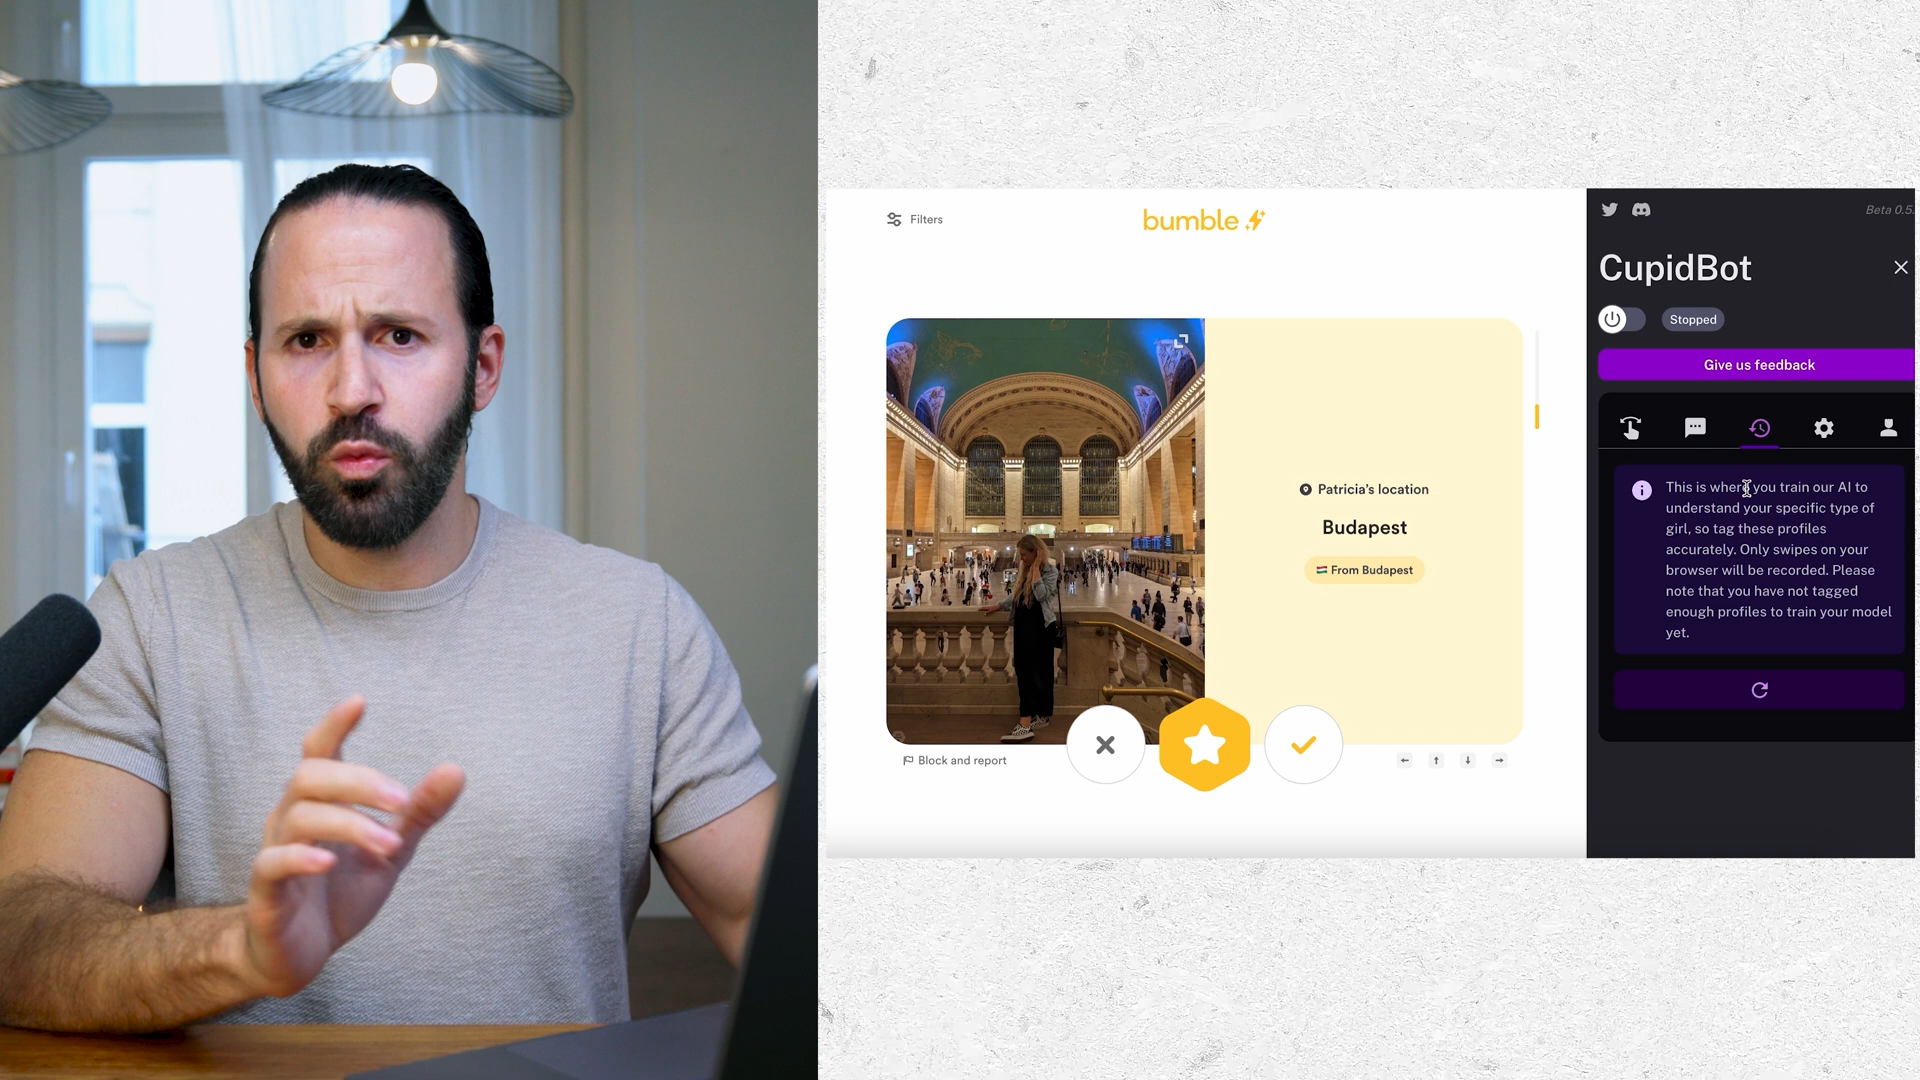 Filters
bumble
Patricia's location
Budapest
From Budapest
Block and report
Beta 0.5.
CupidBot
Stopped
Give us feedback
This is where you train our AI to
understand your specific type of
girl, so tag these profiles
accurately. Only swipes on your
browser will be recorded. Please
note that you have not tagged
enough profiles to train your model
yet.